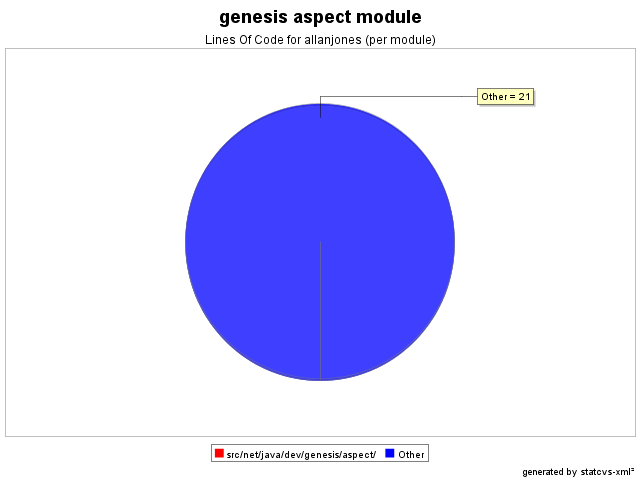 genesis aspect module
Lines Of Code for allanjones (per module)
Other = 21
src/net/java/dev/genesis/aspect/ Other
generated by statcvs-xml²